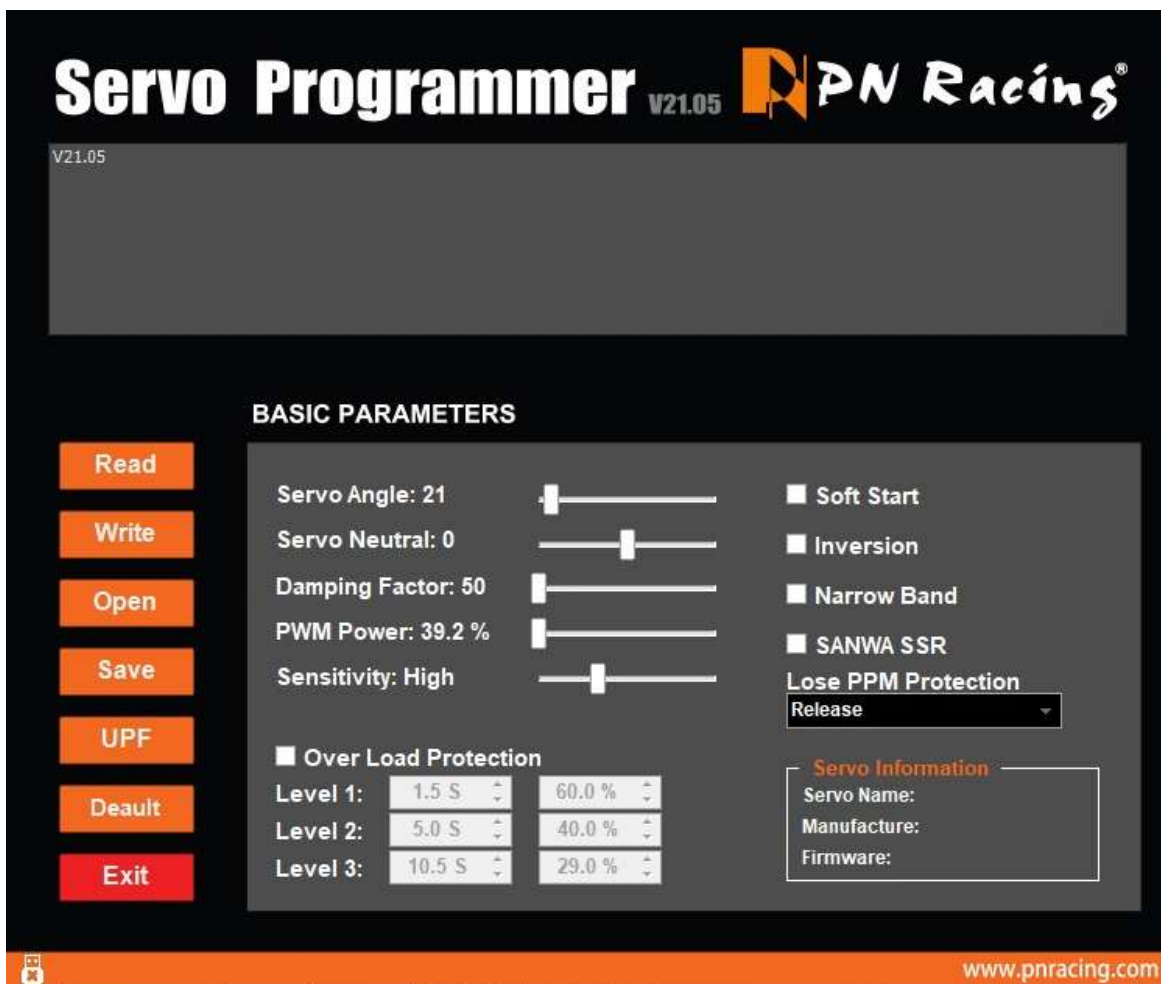 Servo Programmer V21.05 PN Racing®
V21.05
BASIC PARAMETERS
Read
Write
Open
Save
UPF
Deault
Exit
Servo Angle: 21
Servo Neutral: 0
Damping Factor: 50
PWM Power: 39.2 %
Sensitivity: High
Over Load Protection
Level 1: 1.5 S 60.0 %
Level 2: 5.0 S 40.0 %
Level 3: 10.5 S 29.0 %
Soft Start
Inversion
Narrow Band
SANWA SSR
Lose PPM Protection
Release
Servo Information
Servo Name:
Manufacture:
Firmware:
www.pnracing.com